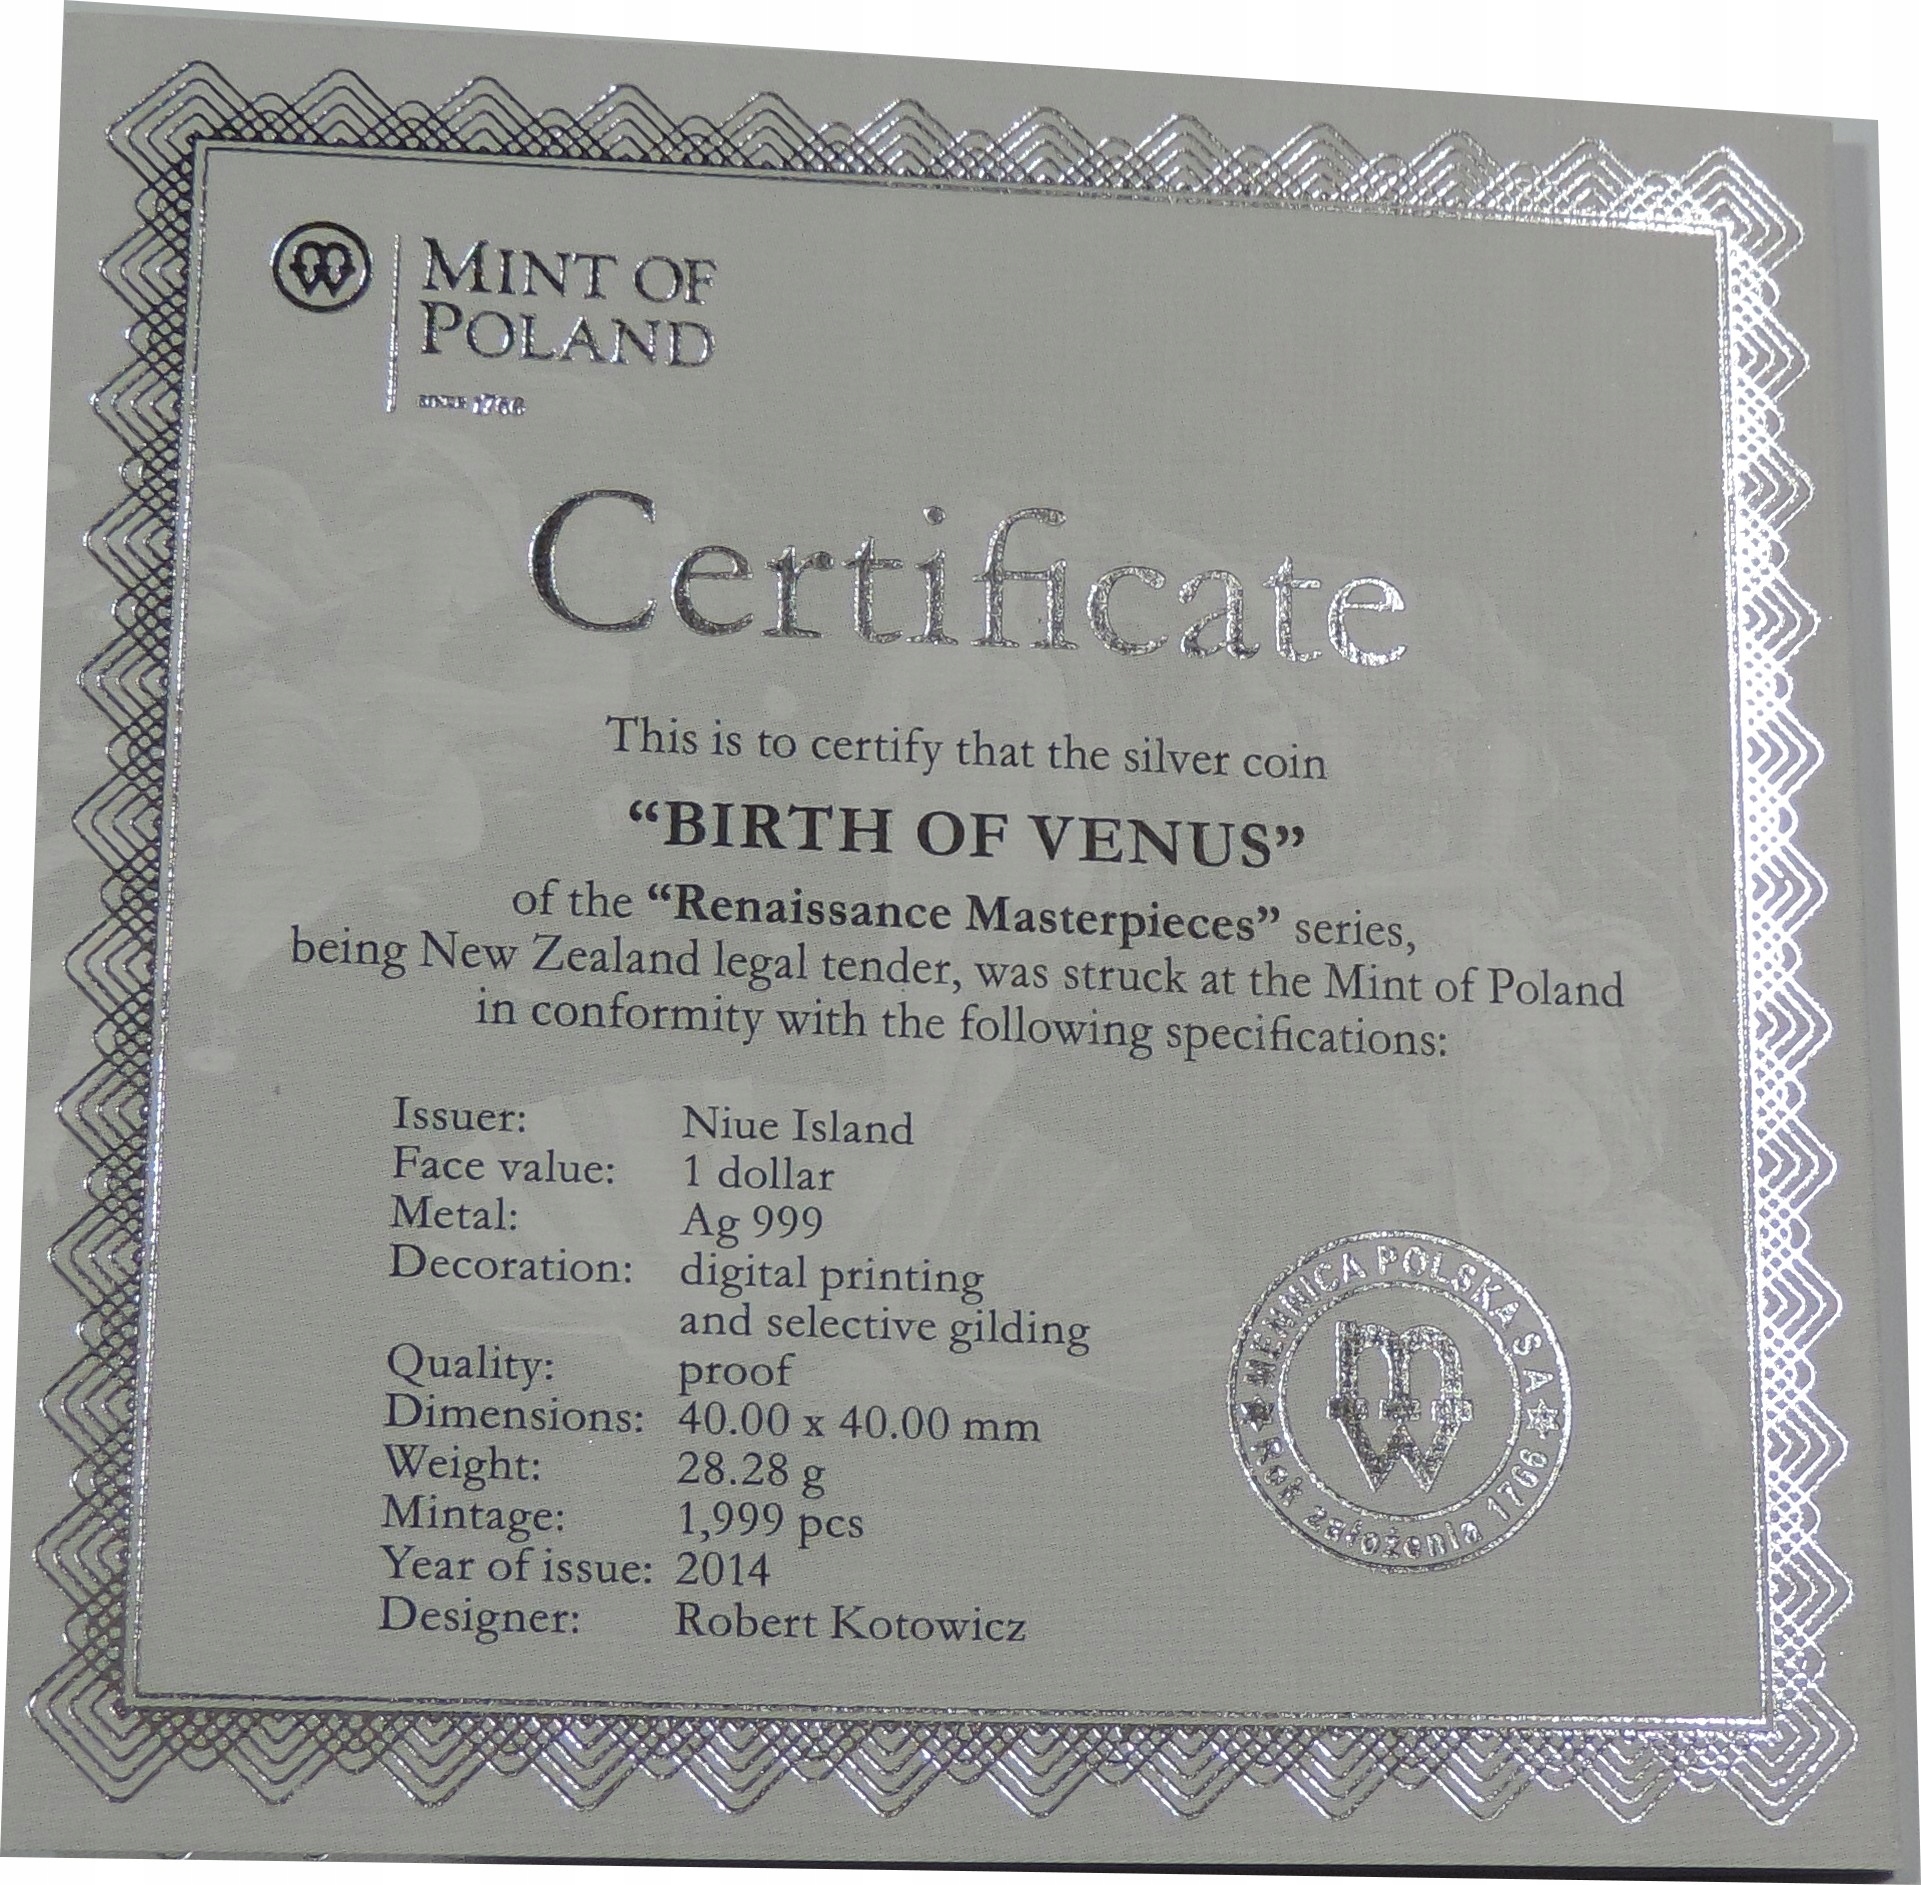 MINT OF
POLAND
SINCE 1766
Certificate
This is to certify that the silver coin
“BIRTH OF VENUS”
of the “Renaissance Masterpieces” series,
being New Zealand legal tender, was struck at the Mint of Poland
in conformity with the following specifications:
Issuer: Niue Island
Face value: 1 dollar
Metal: Ag 999
Decoration: digital printing
and selective gilding
Quality: proof
Dimensions: 40.00 x 40.00 mm
Weight: 28.28 g
Mintage: 1,999 pcs
Year of issue: 2014
Designer: Robert Kotowicz
MENNICA POLSKA SA
Rok założenia 1766